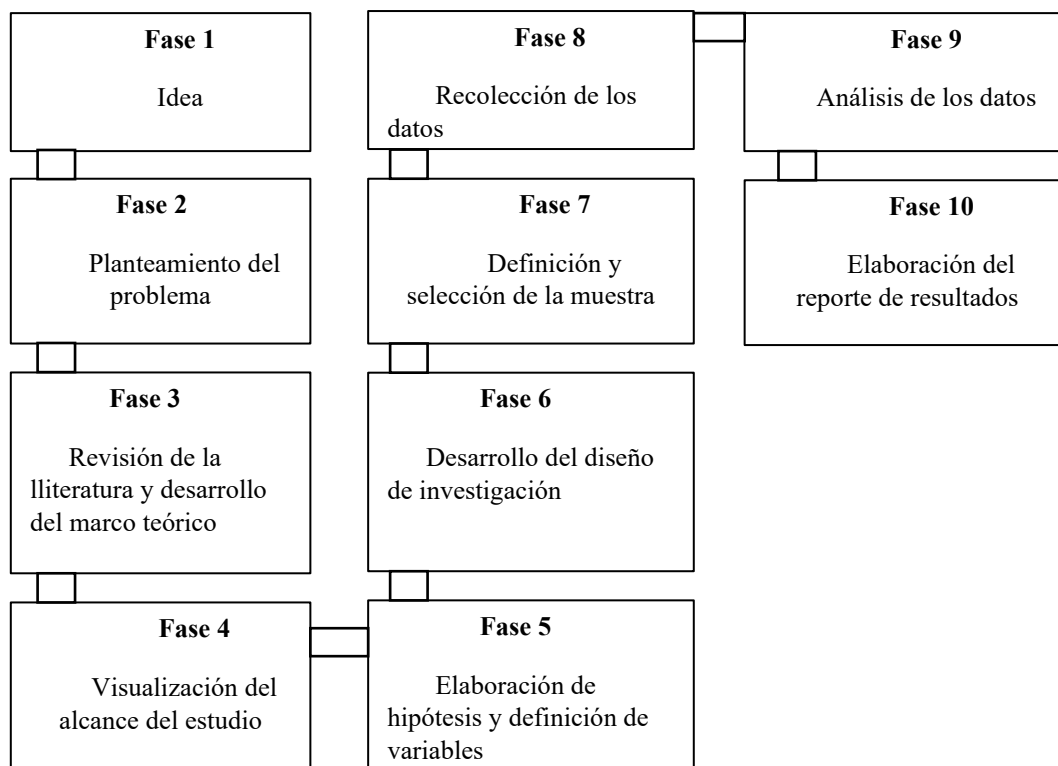 Fase 1
Idea
Fase 2
Planteamiento del
problema
Fase 3
Revisión de la
lliteratura y desarrollo
del marco teórico
Fase 4
Visualización del
alcance del estudio
Fase 5
Elaboración de
hipótesis y definición de
variables
Fase 6
Desarrollo del diseño
de investigación
Fase 7
Definición y
selección de la muestra
Fase 8
Recolección de los
datos
Fase 9
Análisis de los datos
Fase 10
Elaboración del
reporte de resultados